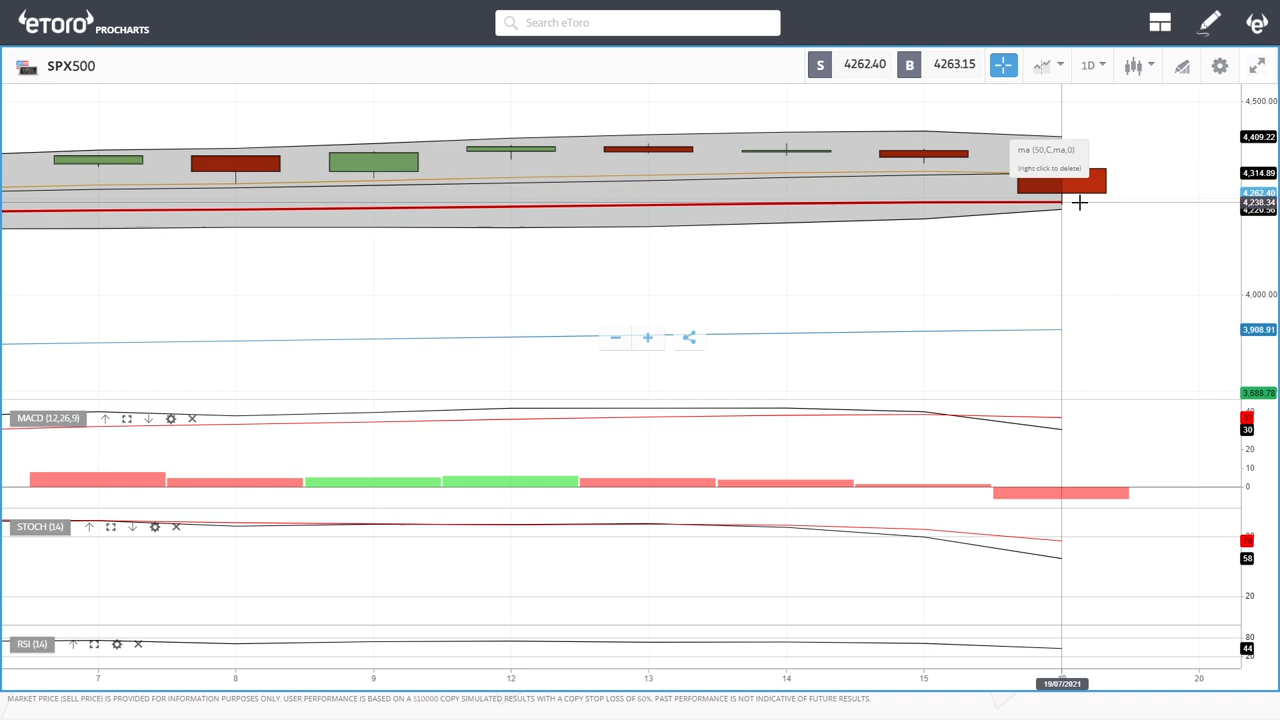 eToro PROCHARTS
Search eToro
SPX500
S 4262.40 B 4263.15
1D
4,500.00
4,409.22
ma (50,C,ma,0)
(right click to delete)
4,314.89
4,262.40
4,238.34
4,220.56
4,000.00
3,908.91
3,688.78
MACD (12,26,9)
40
30
20
10
0
STOCH (14)
58
20
RSI (14)
80
44
20
7 8 9 12 13 14 15 19 20
19/07/2021
MARKET PRICE (SELL PRICE) IS PROVIDED FOR INFORMATION PURPOSES ONLY. USER PERFORMANCE IS BASED ON A $10000 COPY SIMULATED RESULTS WITH A COPY STOP LOSS OF 60%. PAST PERFORMANCE IS NOT INDICATIVE OF FUTURE RESULTS.